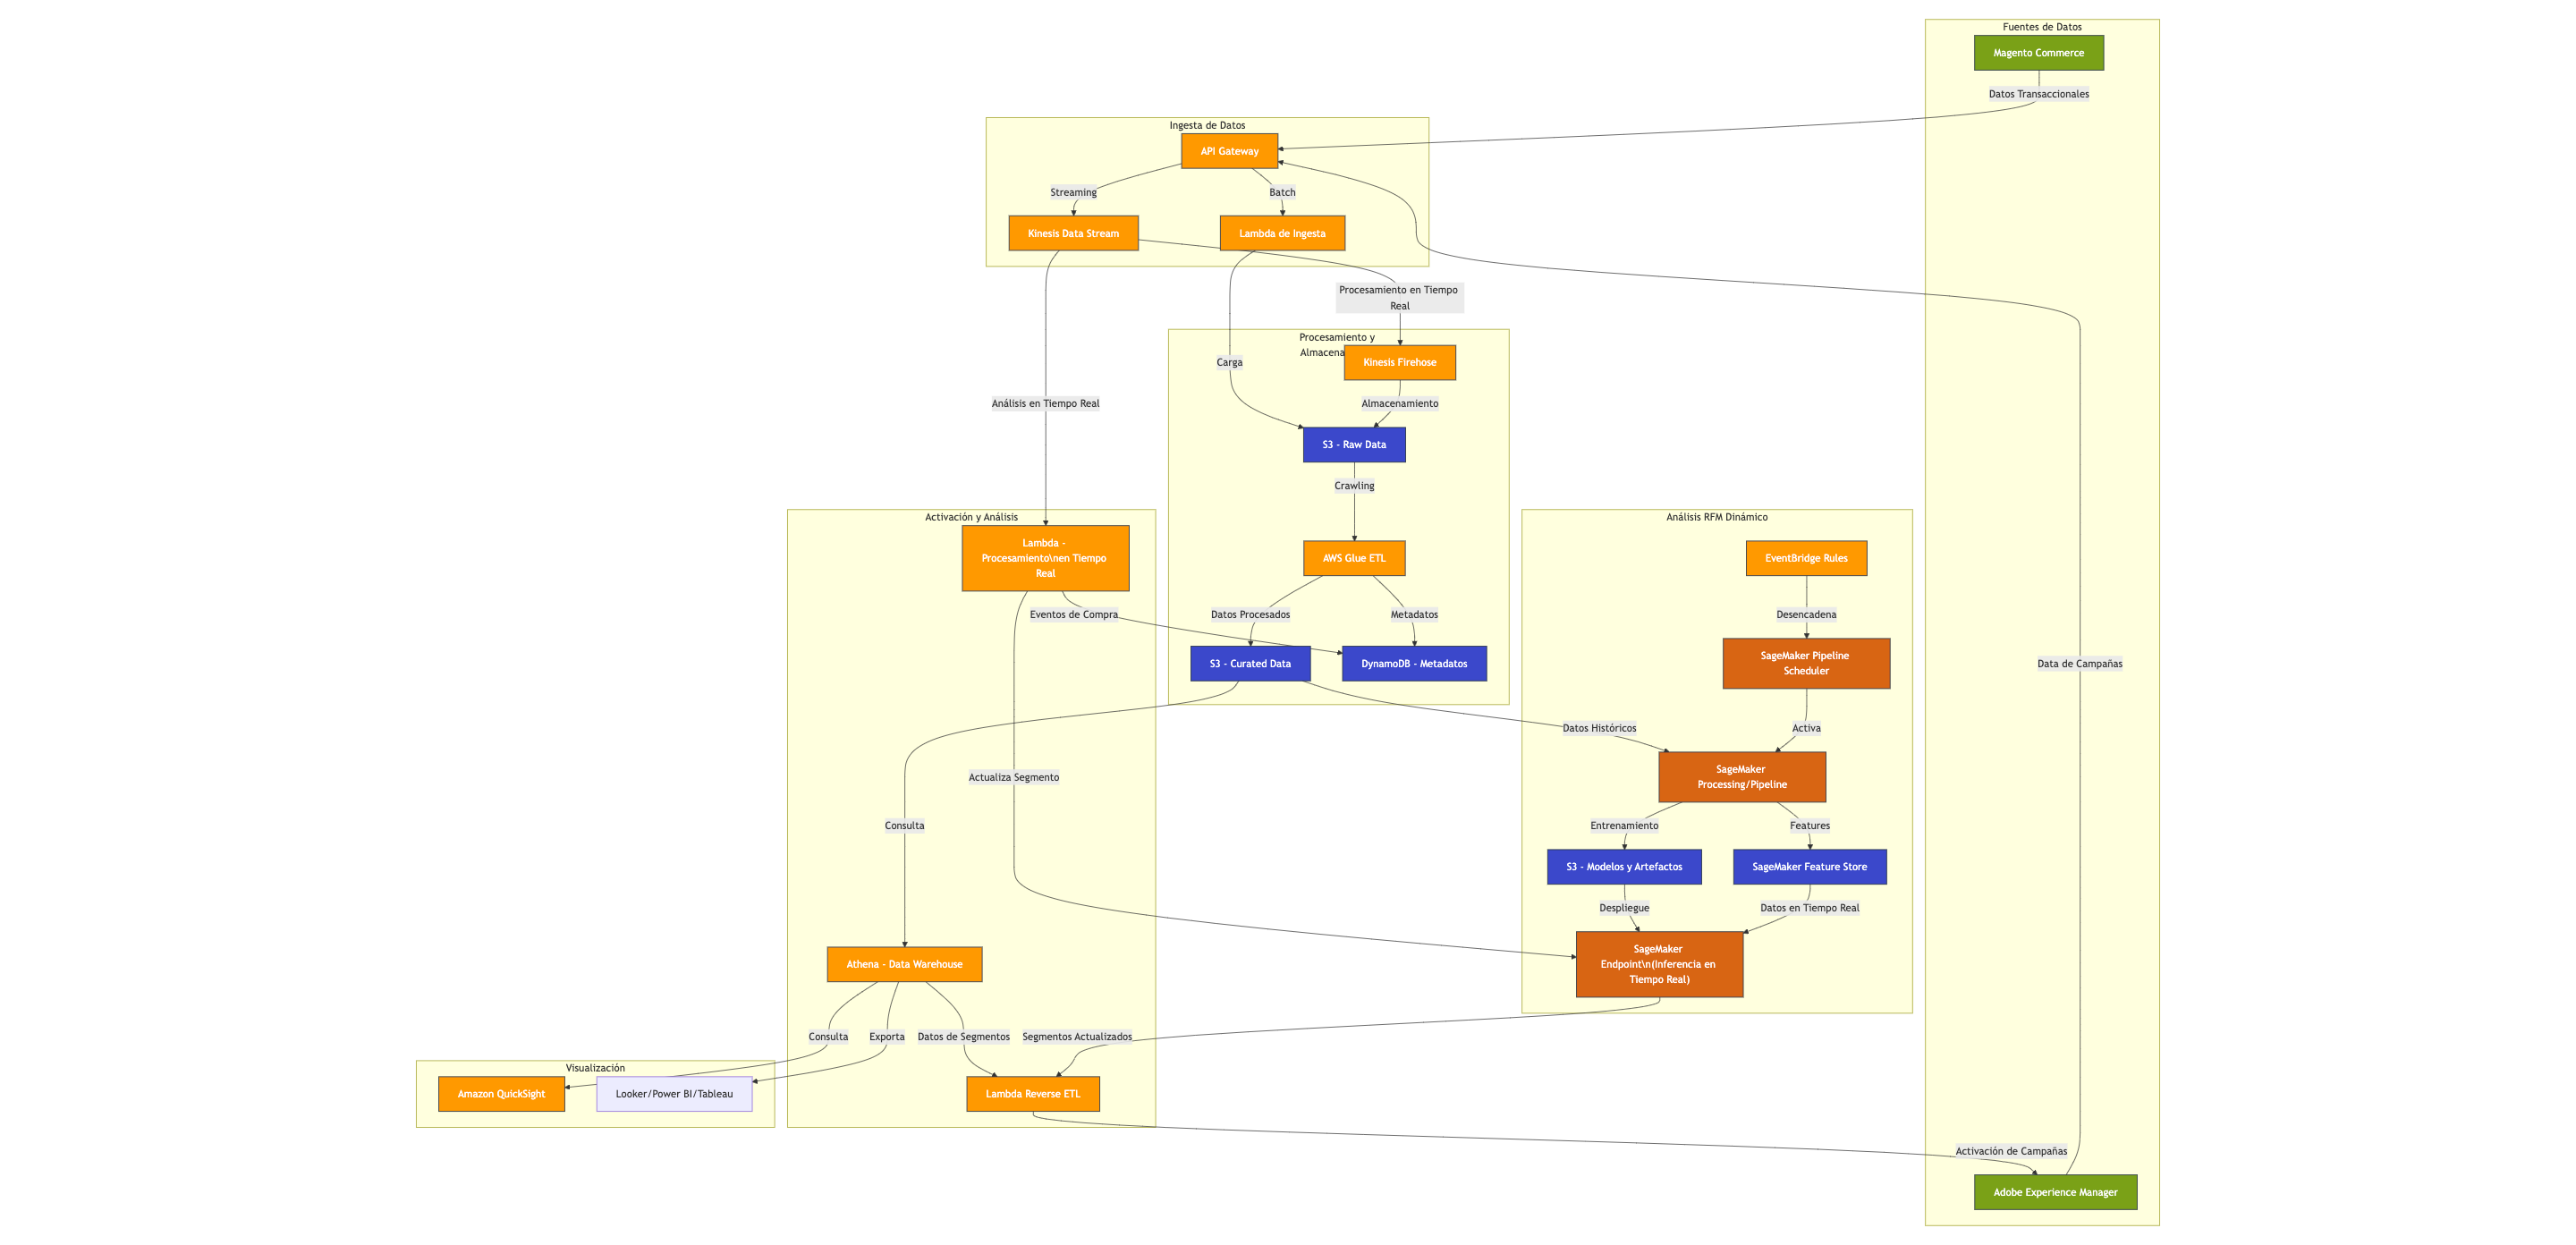 Fuentes de Datos
Magento Commerce
Datos Transaccionales
Ingesta de Datos
API Gateway
Streaming
Batch
Kinesis Data Stream
Lambda de Ingesta
Procesamiento en Tiempo
Real
Procesamiento y
Almacena
Kinesis Firehose
Carga
Análisis en Tiempo Real
Almacenamiento
S3 - Raw Data
Crawling
Activación y Análisis
Análisis RFM Dinámico
Lambda -
Procesamiento\nen Tiempo
Real
AWS Glue ETL
EventBridge Rules
Eventos de Compra
Datos Procesados
Metadatos
Desencadena
S3 - Curated Data
DynamoDB - Metadatos
SageMaker Pipeline
Scheduler
Data de Campañas
Datos Históricos
Activa
Actualiza Segmento
SageMaker
Processing/Pipeline
Consulta
Entrenamiento
Features
S3 - Modelos y Artefactos
SageMaker Feature Store
Despliegue
Datos en Tiempo Real
Athena - Data Warehouse
SageMaker
Endpoint\n(Inferencia en
Tiempo Real)
Consulta
Exporta
Datos de Segmentos
Segmentos Actualizados
Visualización
Amazon QuickSight
Looker/Power BI/Tableau
Lambda Reverse ETL
Activación de Campañas
Adobe Experience Manager